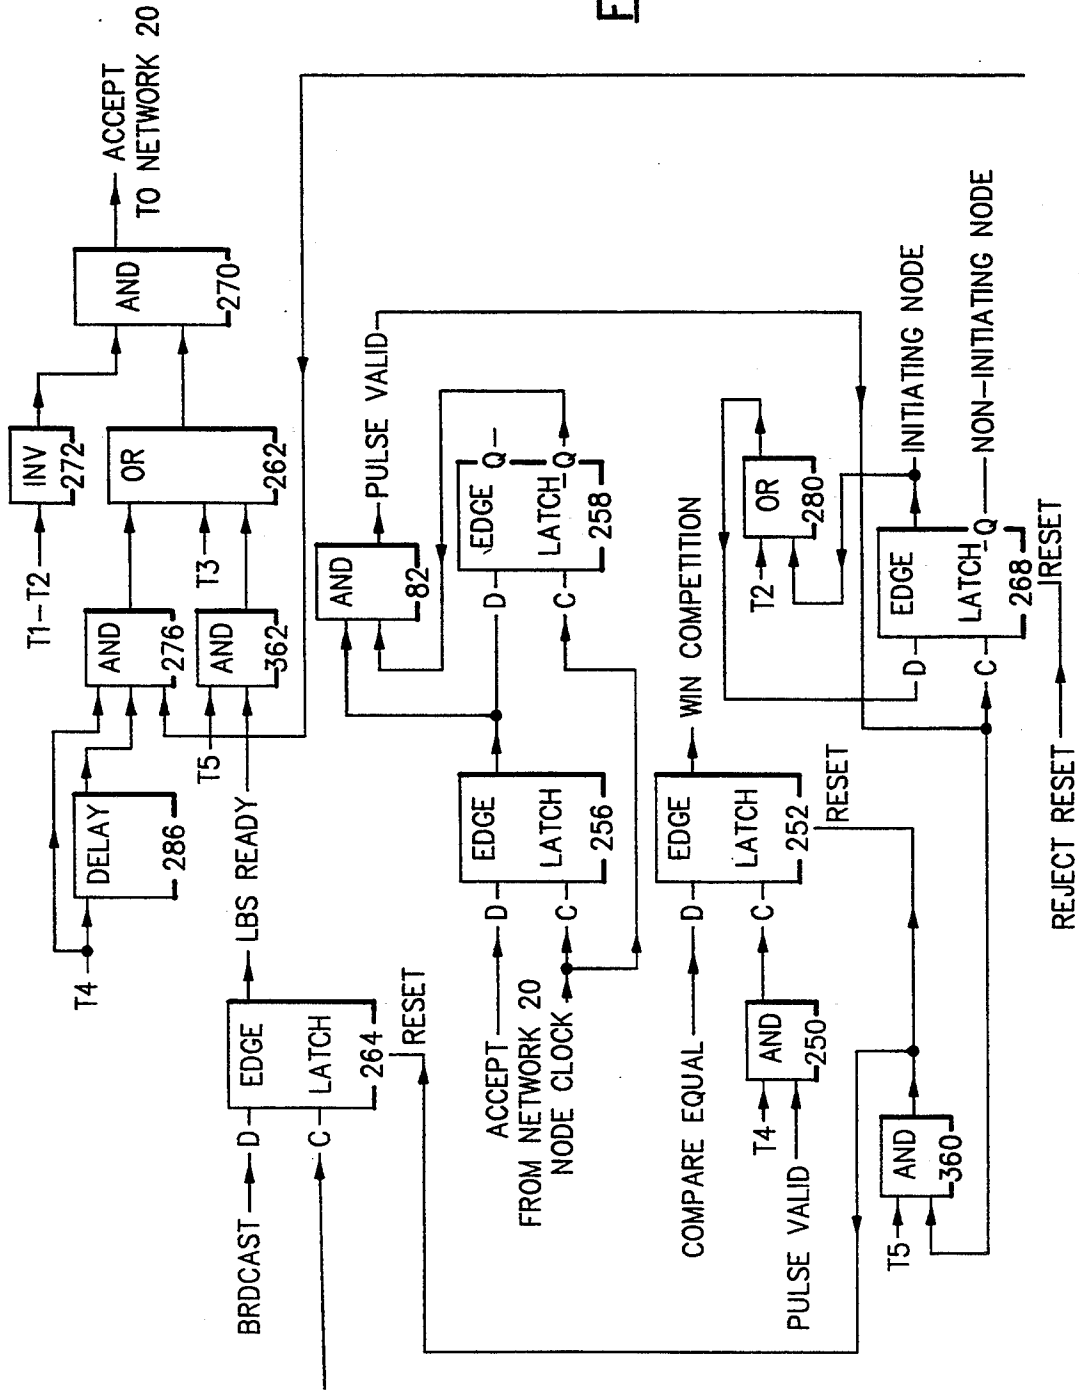 T1-T2
INV
272
AND
270
ACCEPT
TO NETWORK 20
OR
262
T3
T4
DELAY
286
AND
276
T5
AND
362
BRDCAST
D
C
EDGE
LATCH
264
LBS READY
RESET
AND
82
PULSE VALID
ACCEPT
FROM NETWORK 20
NODE CLOCK
D
C
EDGE
LATCH
256
D
C
EDGE
LATCH
258
Q
Q
COMPARE EQUAL
D
C
EDGE
LATCH
252
WIN COMPETITION
RESET
T4
PULSE VALID
AND
250
T2
OR
280
T5
AND
360
D
C
EDGE
LATCH
268
Q
INITIATING NODE
NON-INITIATING NODE
RESET
REJECT RESET